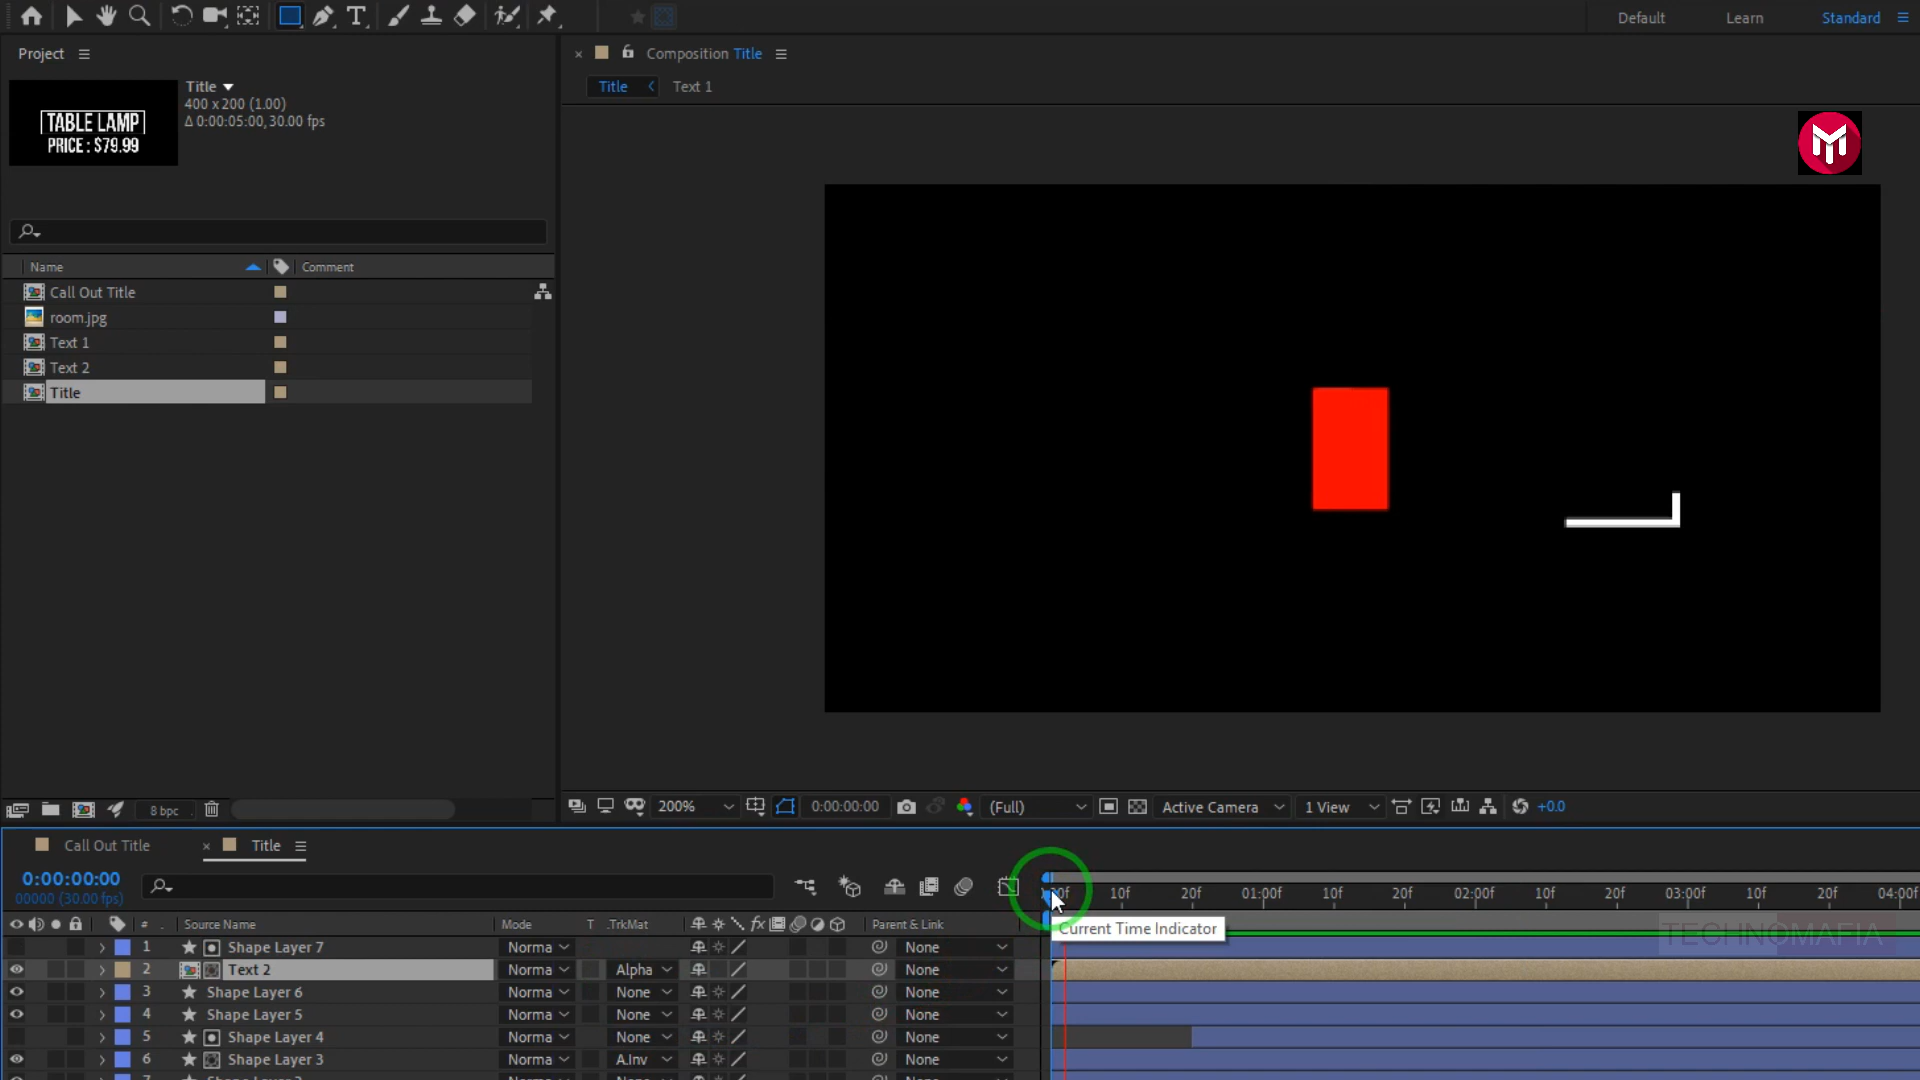 Default Learn Standard
Project
Composition Title
Title Text 1
Title
400 x 200 (1.00)
Δ 0:00:05:00, 30.00 fps
TABLE LAMP
PRICE : $79.99
Name Comment
Call Out Title
room.jpg
Text 1
Text 2
Title
8 bpc
200% 0:00:00:00 (Full) Active Camera 1 View +0.0
Call Out Title Title
0:00:00:00
00000 (30.00 fps)
10f 20f 01:00f 10f 20f 02:00f 10f 20f 03:00f 10f 20f 04:00f
Source Name Mode T .TrkMat fx Parent & Link
Current Time Indicator
TECHNOMAFIA
1 Shape Layer 7 Norma None
2 Text 2 Norma Alpha None
3 Shape Layer 6 Norma None None
4 Shape Layer 5 Norma None None
5 Shape Layer 4 Norma None None
6 Shape Layer 3 Norma A.Inv None